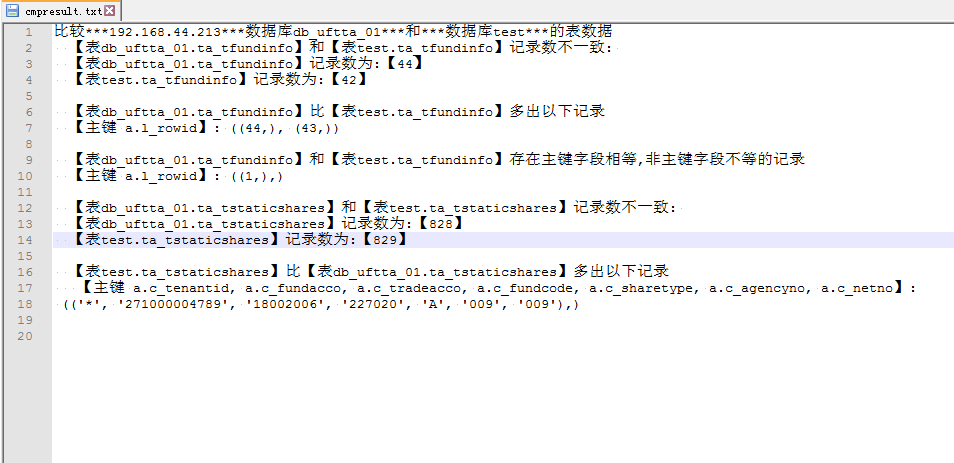 cmpresult.txt
1 比较***192.168.44.213***数据库db_uftta_01***和***数据库test***的表数据
2 【表db_uftta_01.ta_tfundinfo】和【表test.ta_tfundinfo】记录数不一致:
3 【表db_uftta_01.ta_tfundinfo】记录数为:【44】
4 【表test.ta_tfundinfo】记录数为:【42】
5
6 【表db_uftta_01.ta_tfundinfo】比【表test.ta_tfundinfo】多出以下记录
7 【主键 a.l_rowid】: ((44,), (43,))
8
9 【表db_uftta_01.ta_tfundinfo】和【表test.ta_tfundinfo】存在主键字段相等,非主键字段不等的记录
10 【主键 a.l_rowid】: ((1,),)
11
12 【表db_uftta_01.ta_tstaticshares】和【表test.ta_tstaticshares】记录数不一致:
13 【表db_uftta_01.ta_tstaticshares】记录数为:【828】
14 【表test.ta_tstaticshares】记录数为:【829】
15
16 【表test.ta_tstaticshares】比【表db_uftta_01.ta_tstaticshares】多出以下记录
17 【主键 a.c_tenantid, a.c_fundacco, a.c_tradeacco, a.c_fundcode, a.c_sharetype, a.c_agencyno, a.c_netno】:
18 (('*', '271000004789', '18002006', '227020', 'A', '009', '009'),)
19
20